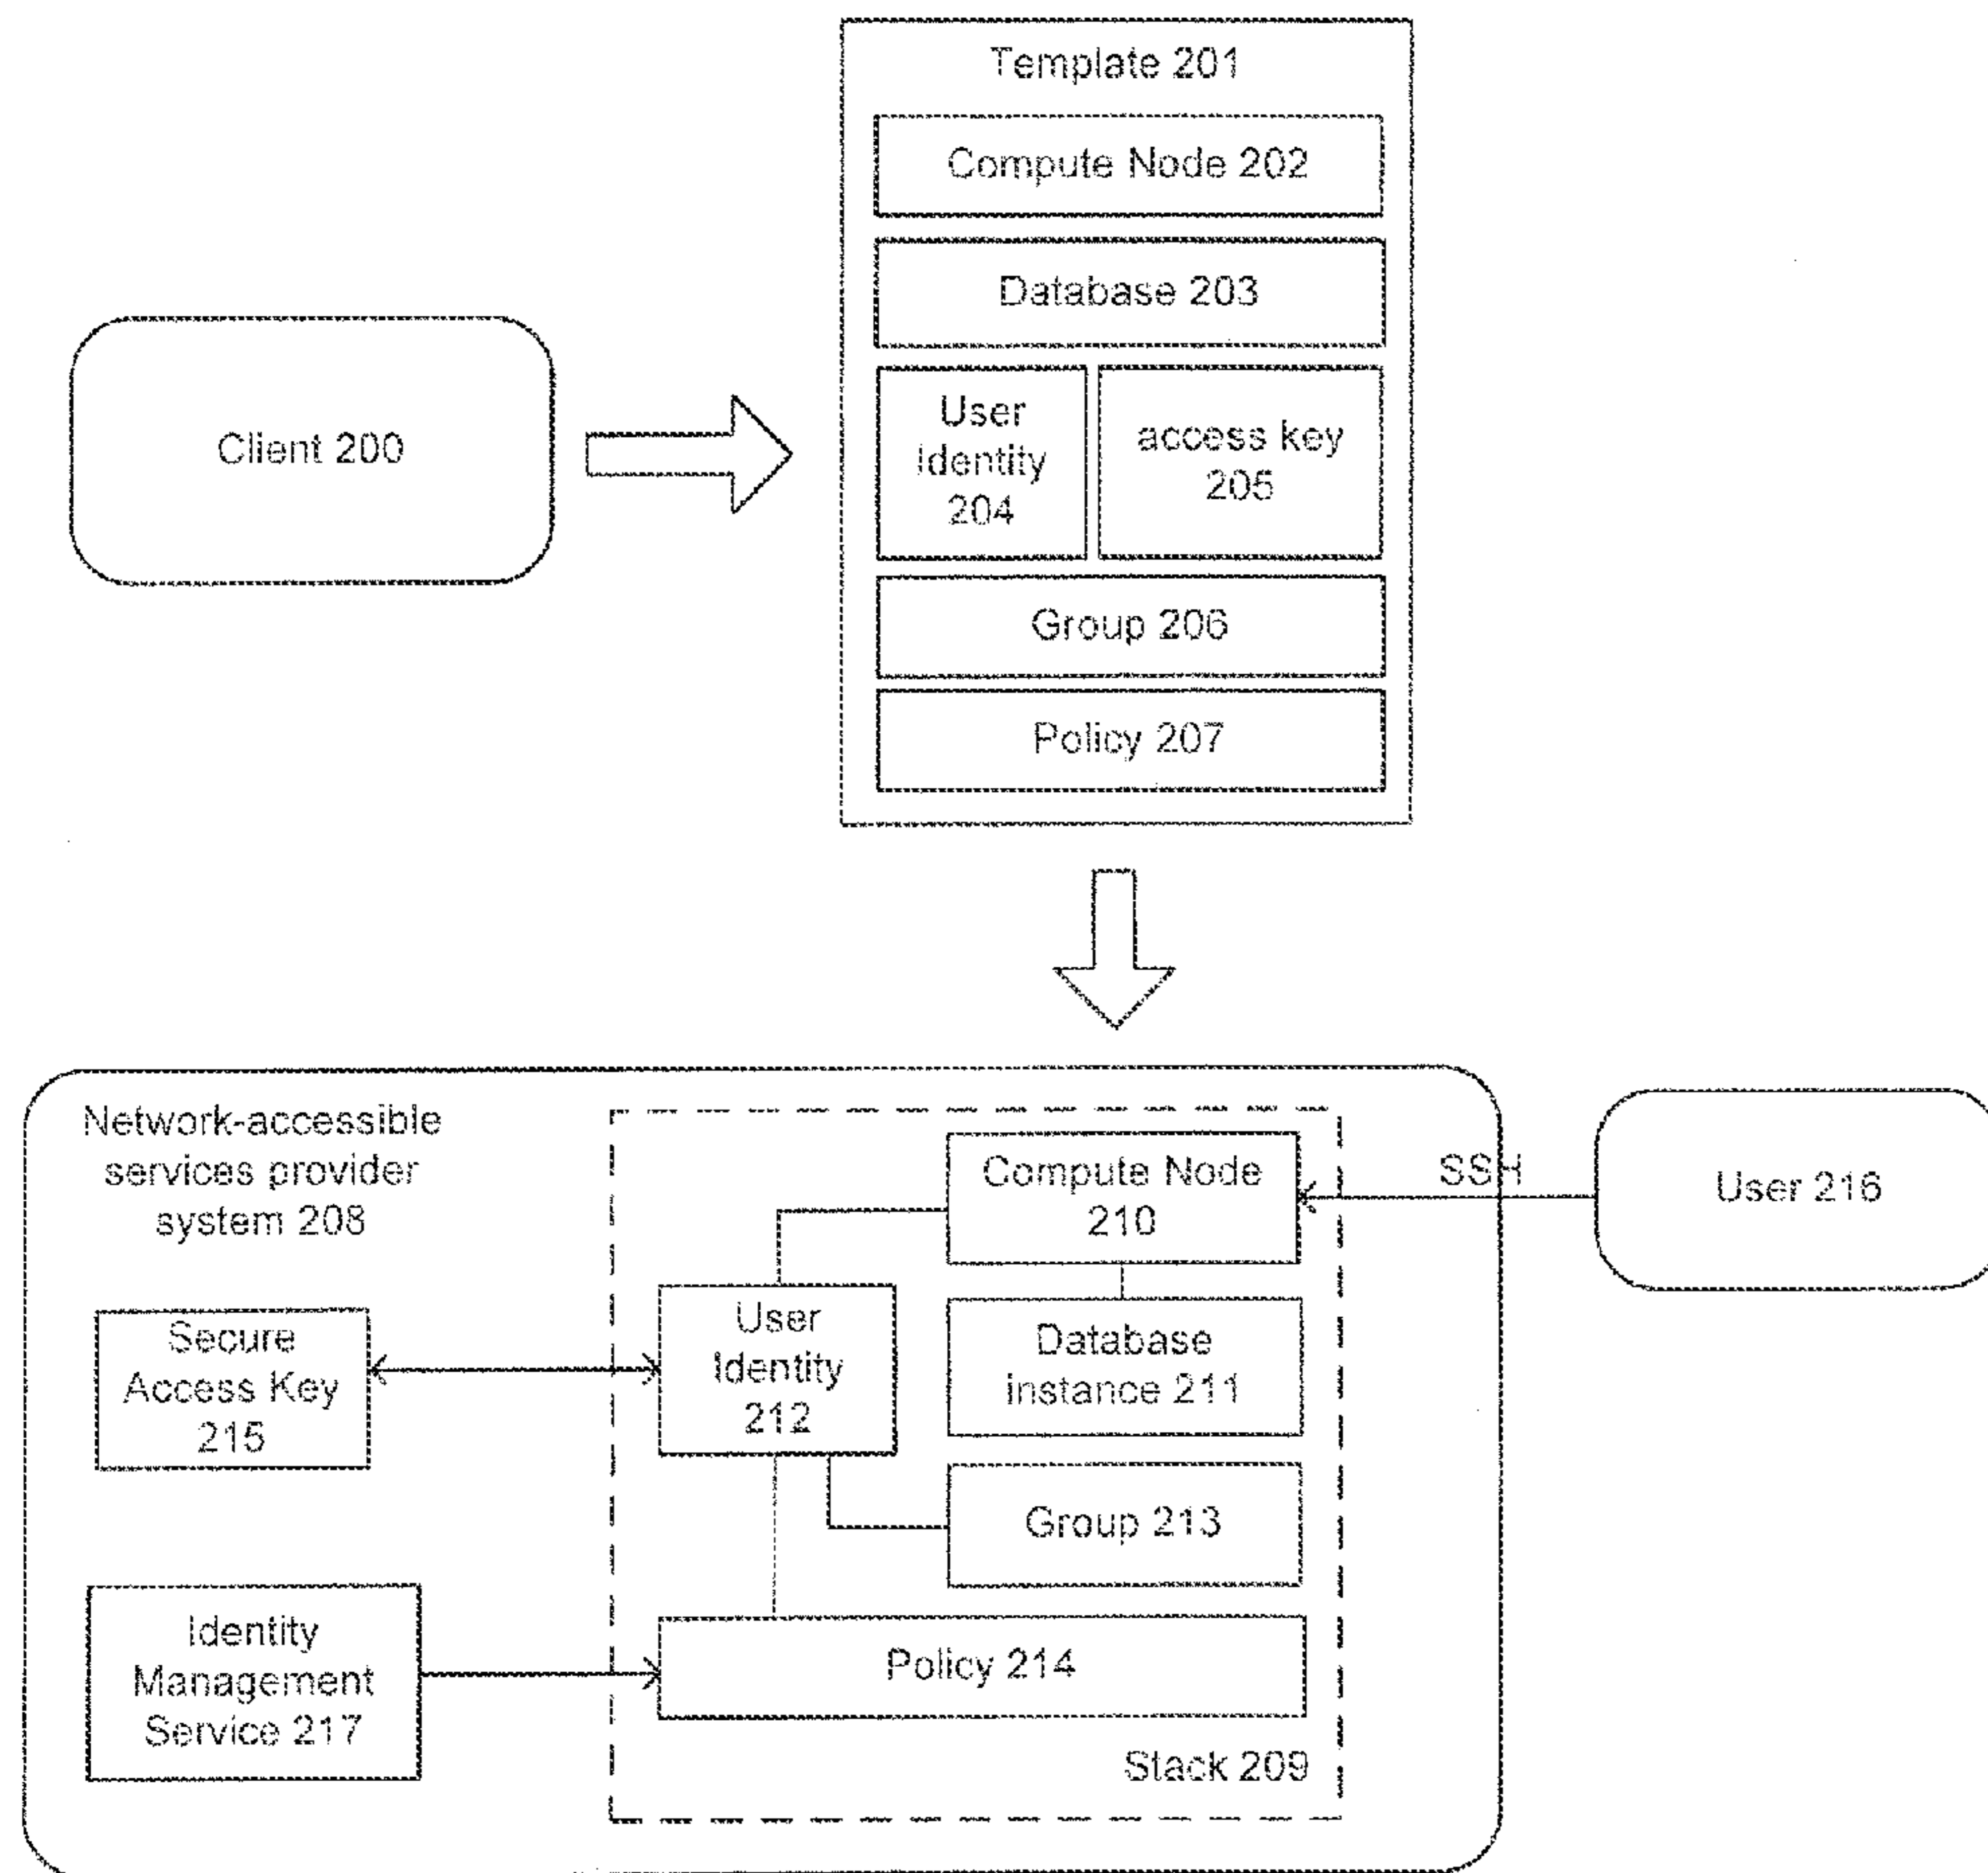 Template 201
Compute Node 202
Database 203
User
Identity
204
access key
205
Group 206
Policy 207
Client 200
Network-accessible
services provider
system 208
Compute Node
210
SSH
User 216
Secure
Access Key
215
User
Identity
212
Database
instance 211
Group 213
Identity
Management
Service 217
Policy 214
Stack 209